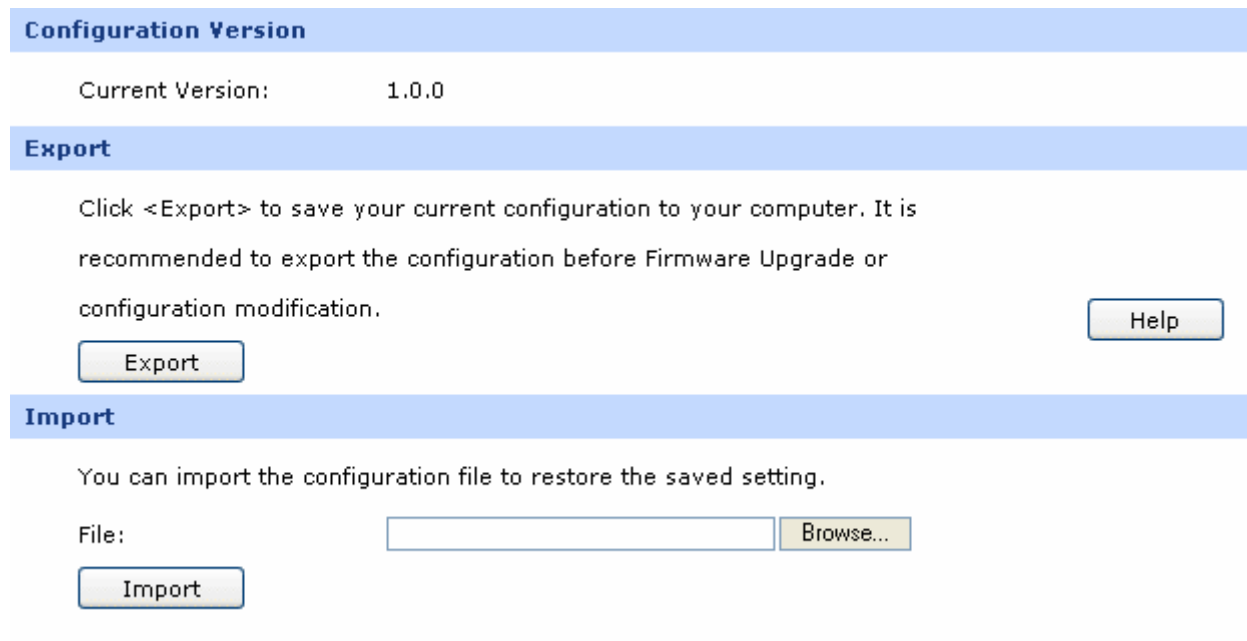 Configuration Version
Current Version: 1.0.0
Export
Click <Export> to save your current configuration to your computer. It is
recommended to export the configuration before Firmware Upgrade or
configuration modification.
Help
Export
Import
You can import the configuration file to restore the saved setting.
File: Browse...
Import